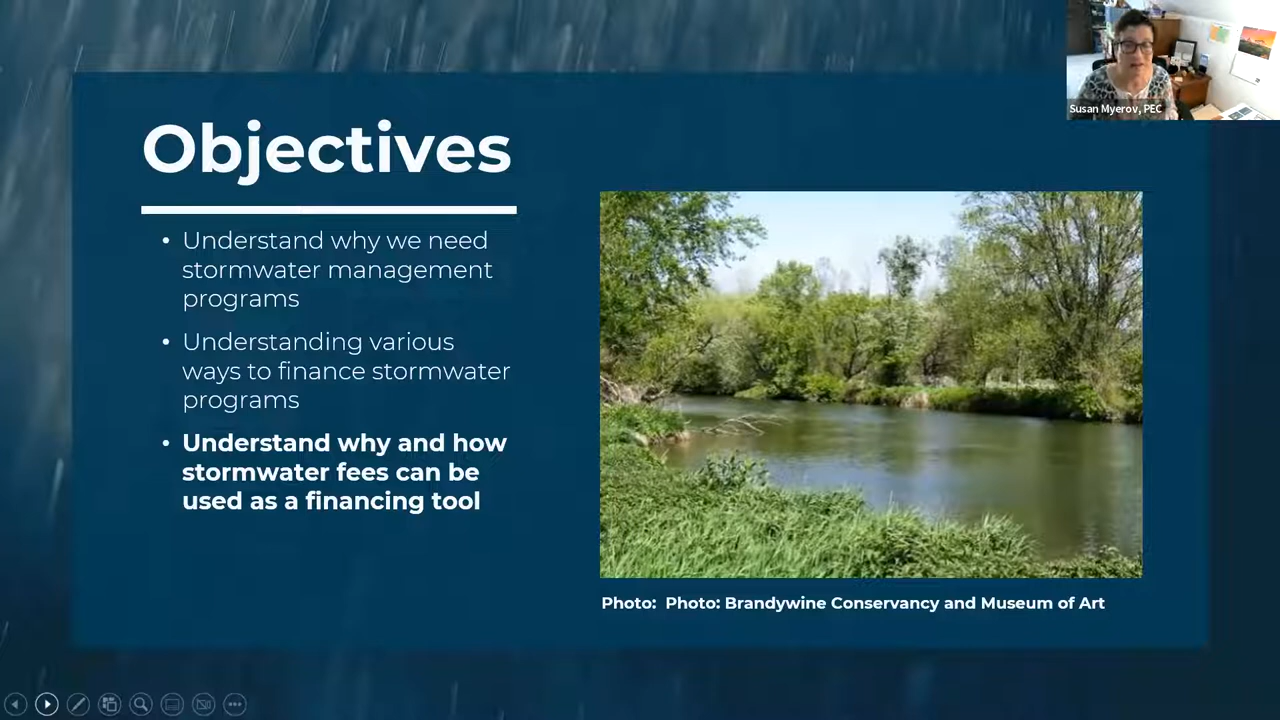 Susan Myerov, PEC
Objectives
• Understand why we need
stormwater management
programs
• Understanding various
ways to finance stormwater
programs
• Understand why and how
stormwater fees can be
used as a financing tool
Photo:  Photo: Brandywine Conservancy and Museum of Art